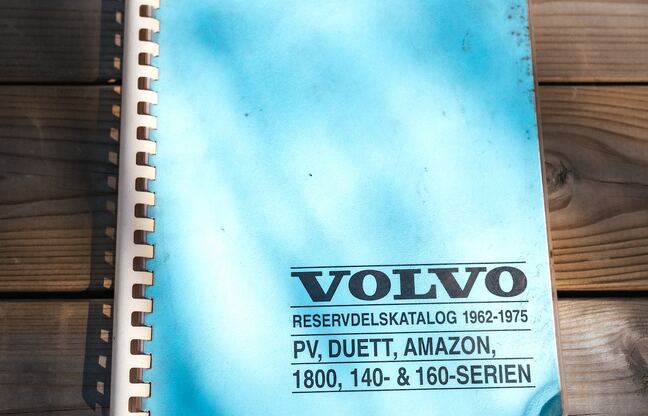 VOLVO
RESERVDELSKATALOG 1962-1975
PV, DUETT, AMAZON,
1800, 140- & 160-SERIEN